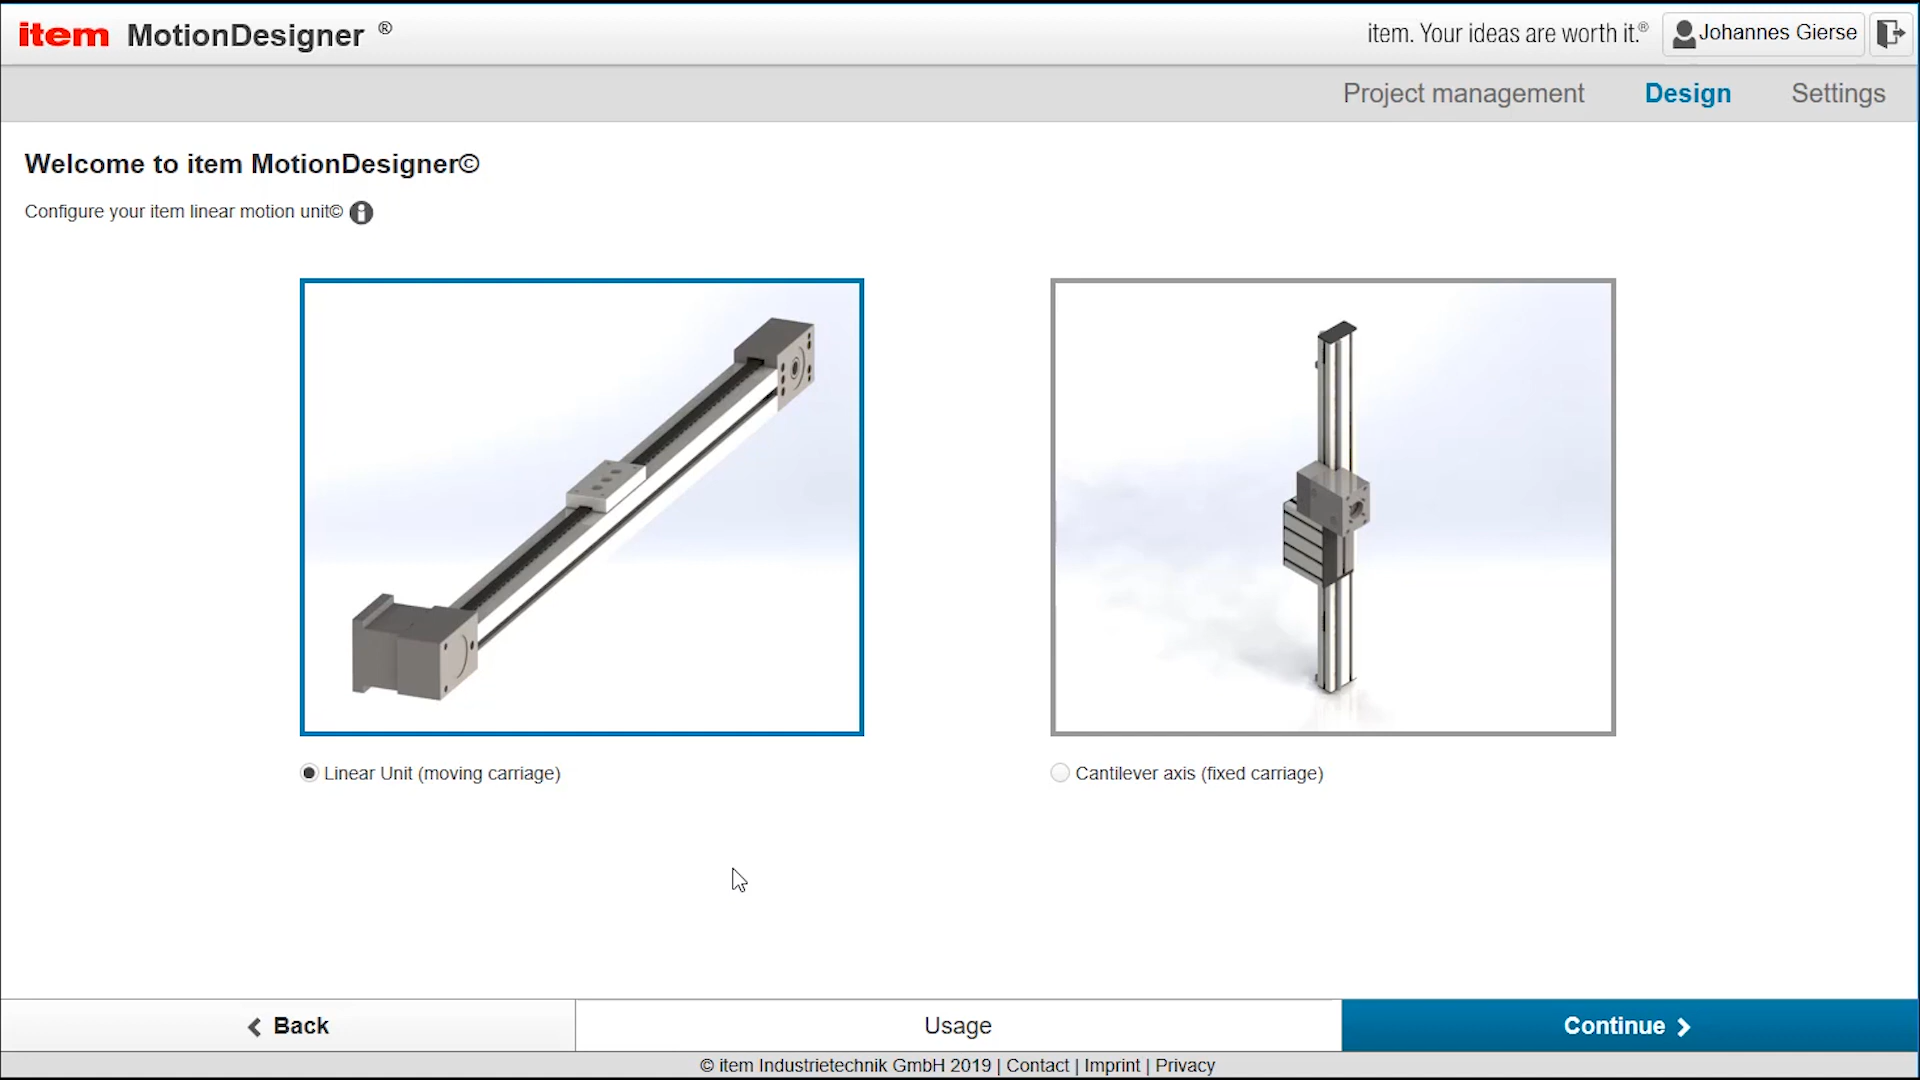 item MotionDesigner ®
item. Your ideas are worth it.®
Johannes Gierse
Project management
Design
Settings
Welcome to item MotionDesigner©
Configure your item linear motion unit©
Linear Unit (moving carriage)
Cantilever axis (fixed carriage)
Back
Usage
Continue
© item Industrietechnik GmbH 2019 | Contact | Imprint | Privacy